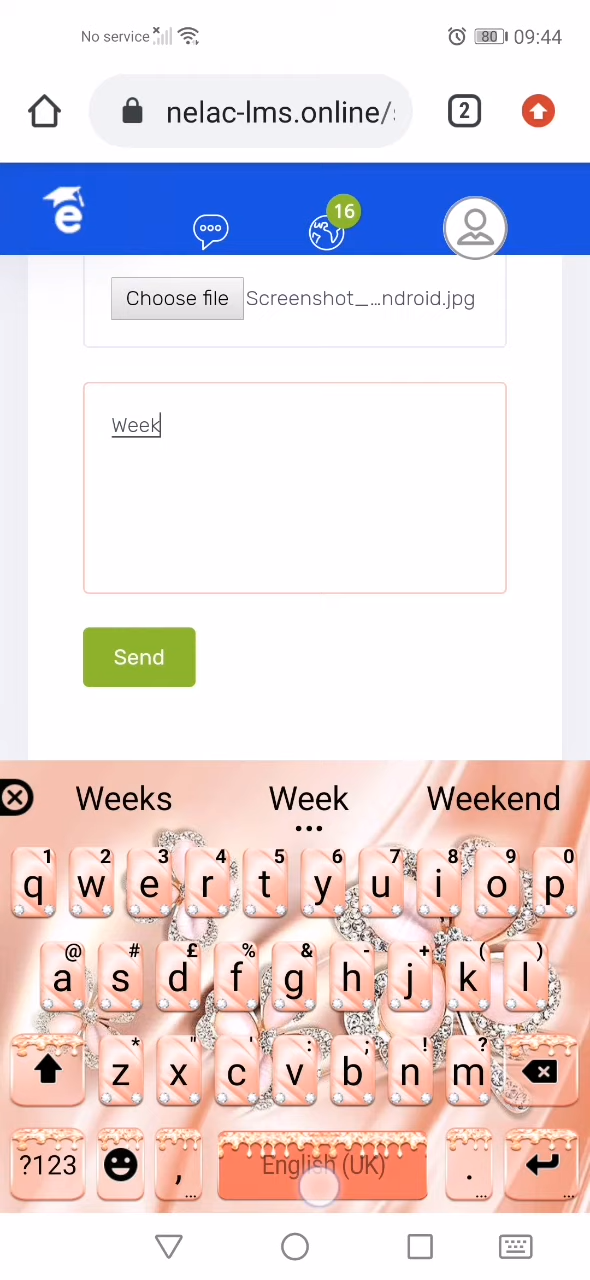 No service 80 09:44
nelac-lms.online/
2
e 16
Choose file Screenshot_...ndroid.jpg
Week
Send
Weeks Week Weekend
1 2 3 4 5 6 7 8 9 0
q w e r t y u i o p
@ # £ % & - + ( )
a s d f g h j k l
* " ' : ; ! ?
z x c v b n m
?123 , English (UK) .